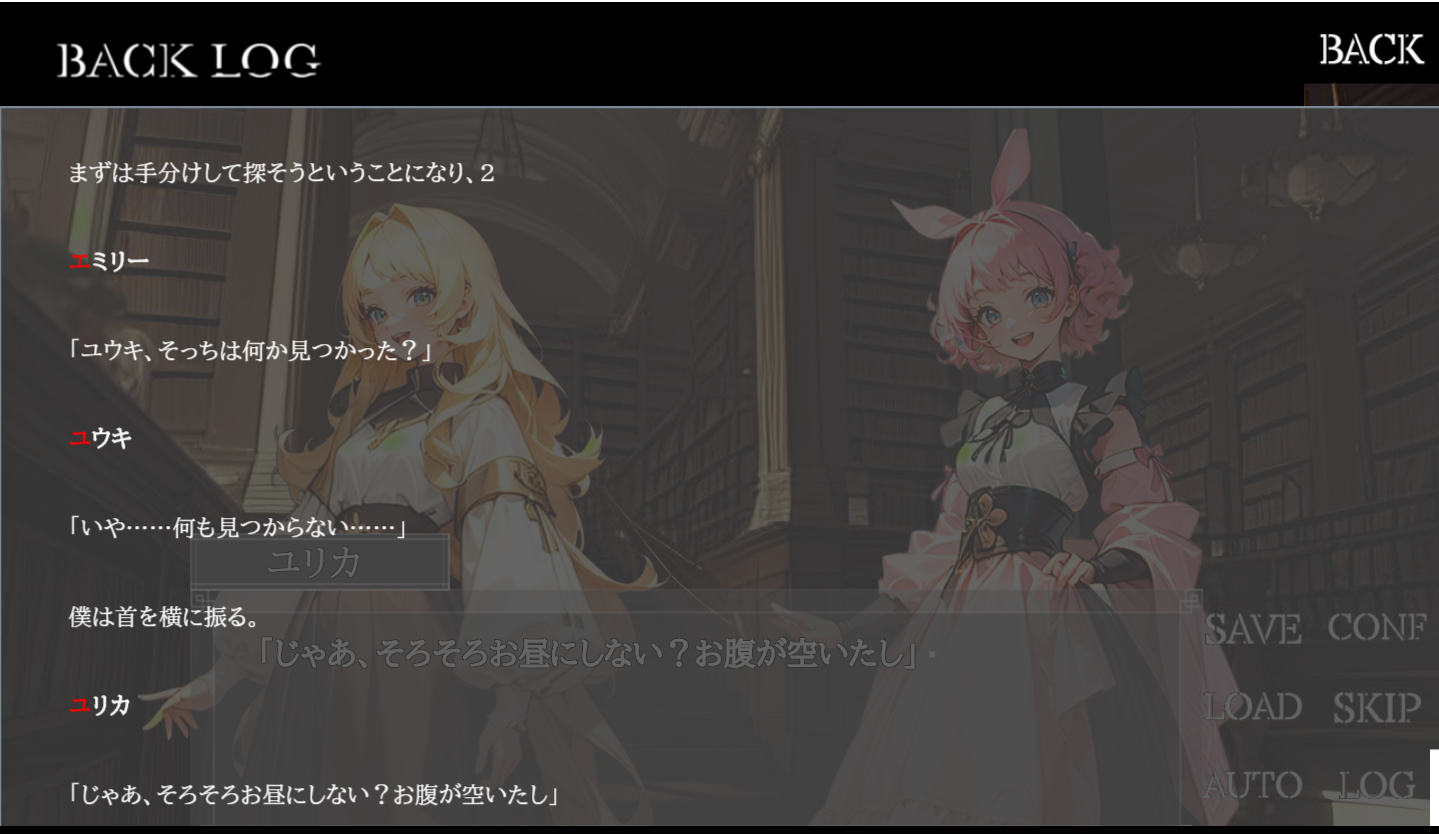 BACK LOG
BACK
まずは手分けして探そうということになり、2
エミリー
「ユウキ、そっちは何か見つかった？」
ユウキ
「いや……何も見つからない……」
ユリカ
僕は首を横に振る。
SAVE CONF
「じゃあ、そろそろお昼にしない？お腹が空いたし」
ユリカ
LOAD SKIP
「じゃあ、そろそろお昼にしない？お腹が空いたし」
AUTO LOG